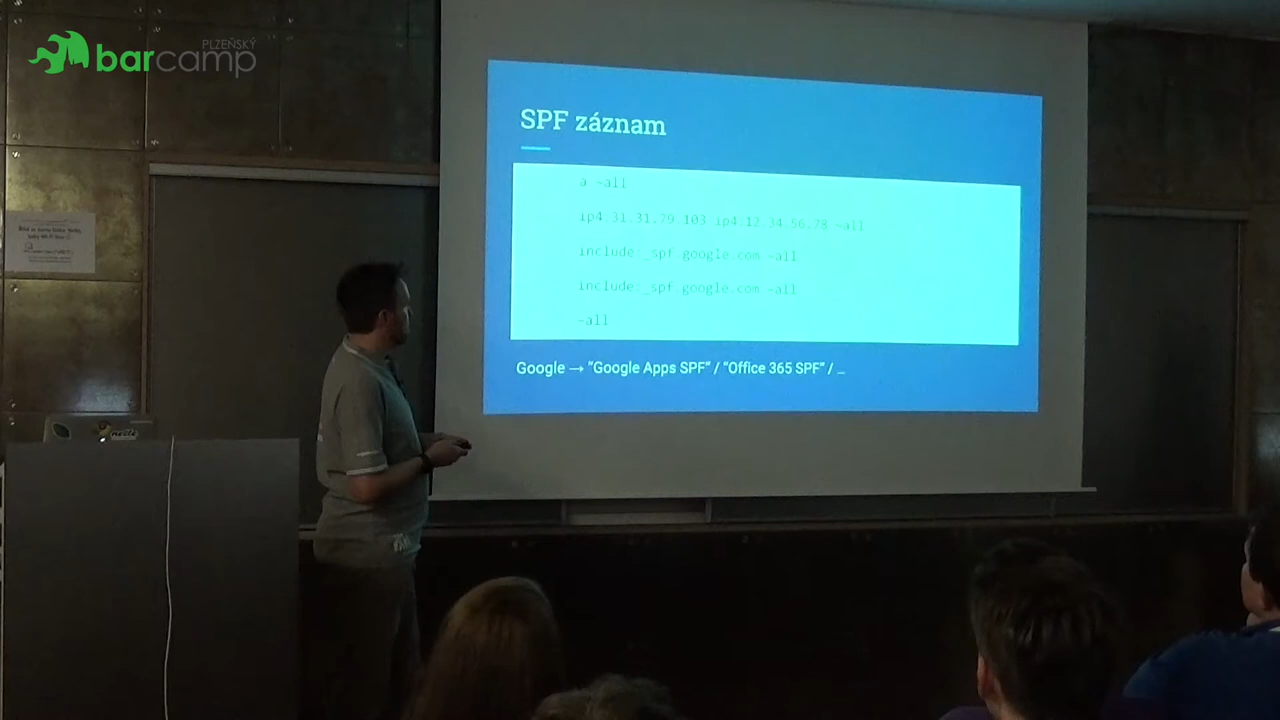 PLZEŇSKÝ
barcamp
SPF záznam
a ~all
ip4:31.31.79.103 ip4:12.34.56.78 ~all
include:_spf.google.com ~all
include:_spf.google.com ~all
~all
Google → “Google Apps SPF” / “Office 365 SPF” / …